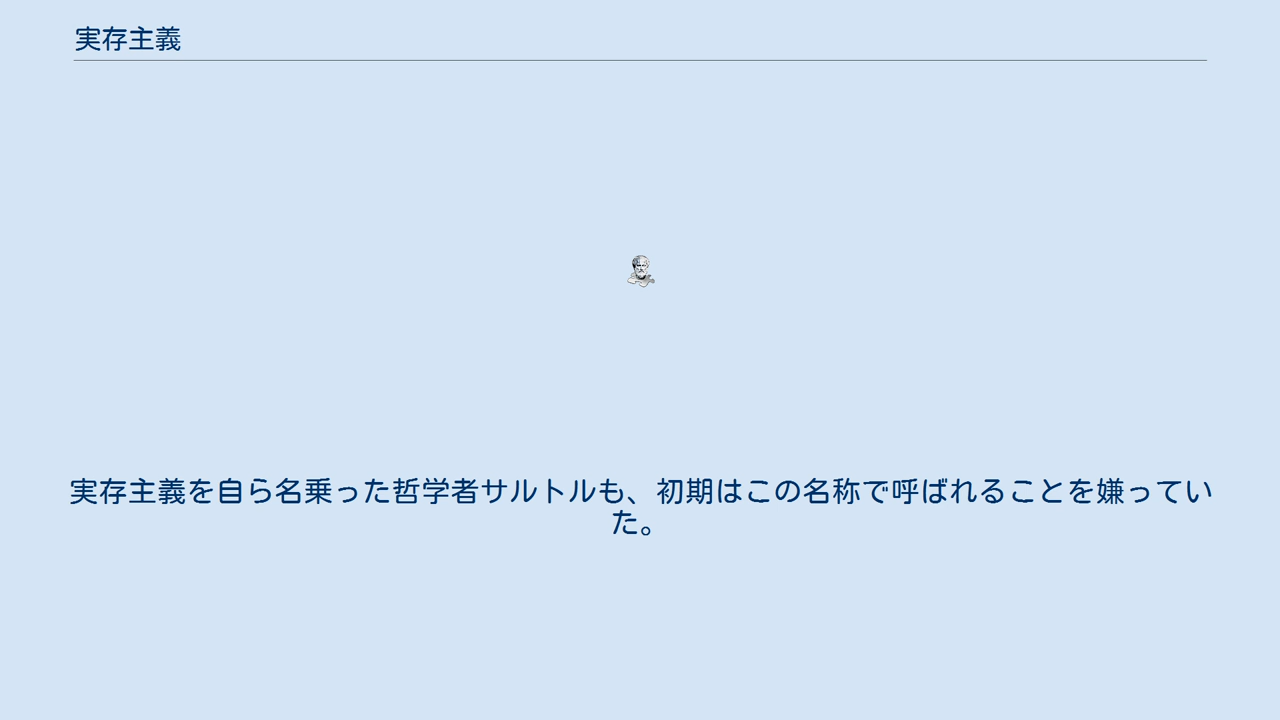 実存主義
実存主義を自ら名乗った哲学者サルトルも、初期はこの名称で呼ばれることを嫌ってい
た。